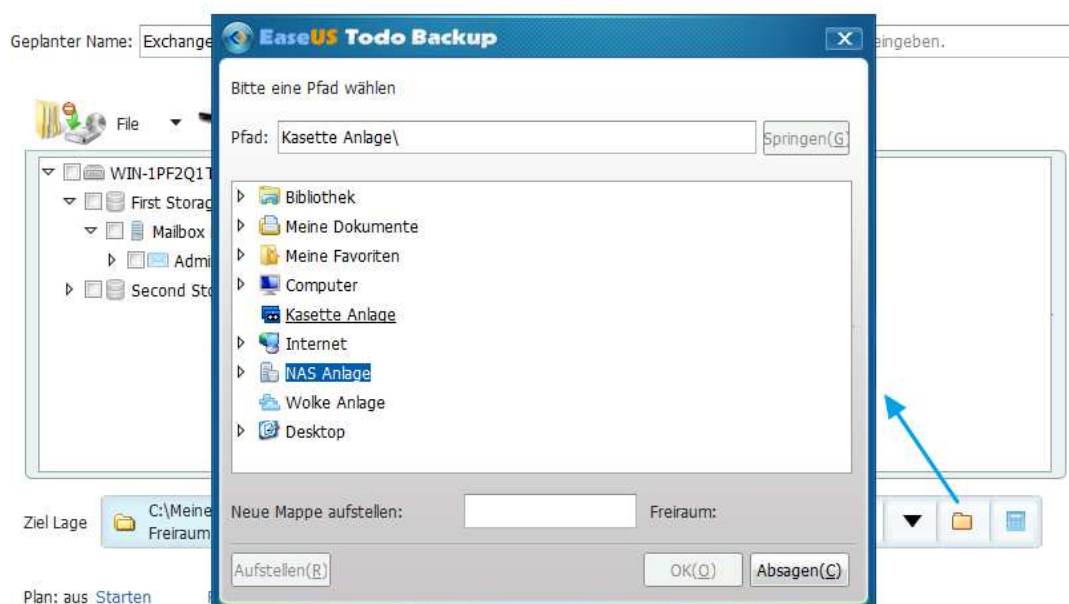 Geplanter Name: Exchange
eingeben.
EaseUS Todo Backup
Bitte eine Pfad wählen
File
Pfad: Kasette Anlage\ Springen(G)
WIN-1PF2Q1T
First Storag
Mailbox
Admi
Second Sto
Bibliothek
Meine Dokumente
Meine Favoriten
Computer
Kasette Anlage
Internet
NAS Anlage
Wolke Anlage
Desktop
Ziel Lage
C:\Meine
Freiraum
Neue Mappe aufstellen: Freiraum:
Aufstellen(R) OK(O) Absagen(C)
Plan: aus Starten